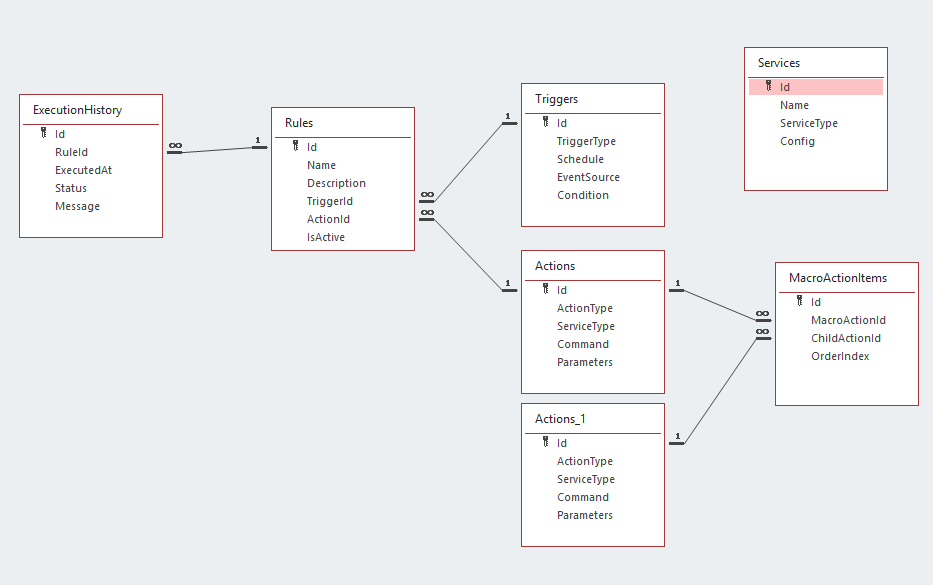 ExecutionHistory
Id
RuleId
ExecutedAt
Status
Message
∞
1
Rules
Id
Name
Description
TriggerId
ActionId
IsActive
∞
∞
1
1
Triggers
Id
TriggerType
Schedule
EventSource
Condition
Actions
Id
ActionType
ServiceType
Command
Parameters
1
Actions_1
Id
ActionType
ServiceType
Command
Parameters
1
Services
Id
Name
ServiceType
Config
∞
∞
MacroActionItems
Id
MacroActionId
ChildActionId
OrderIndex